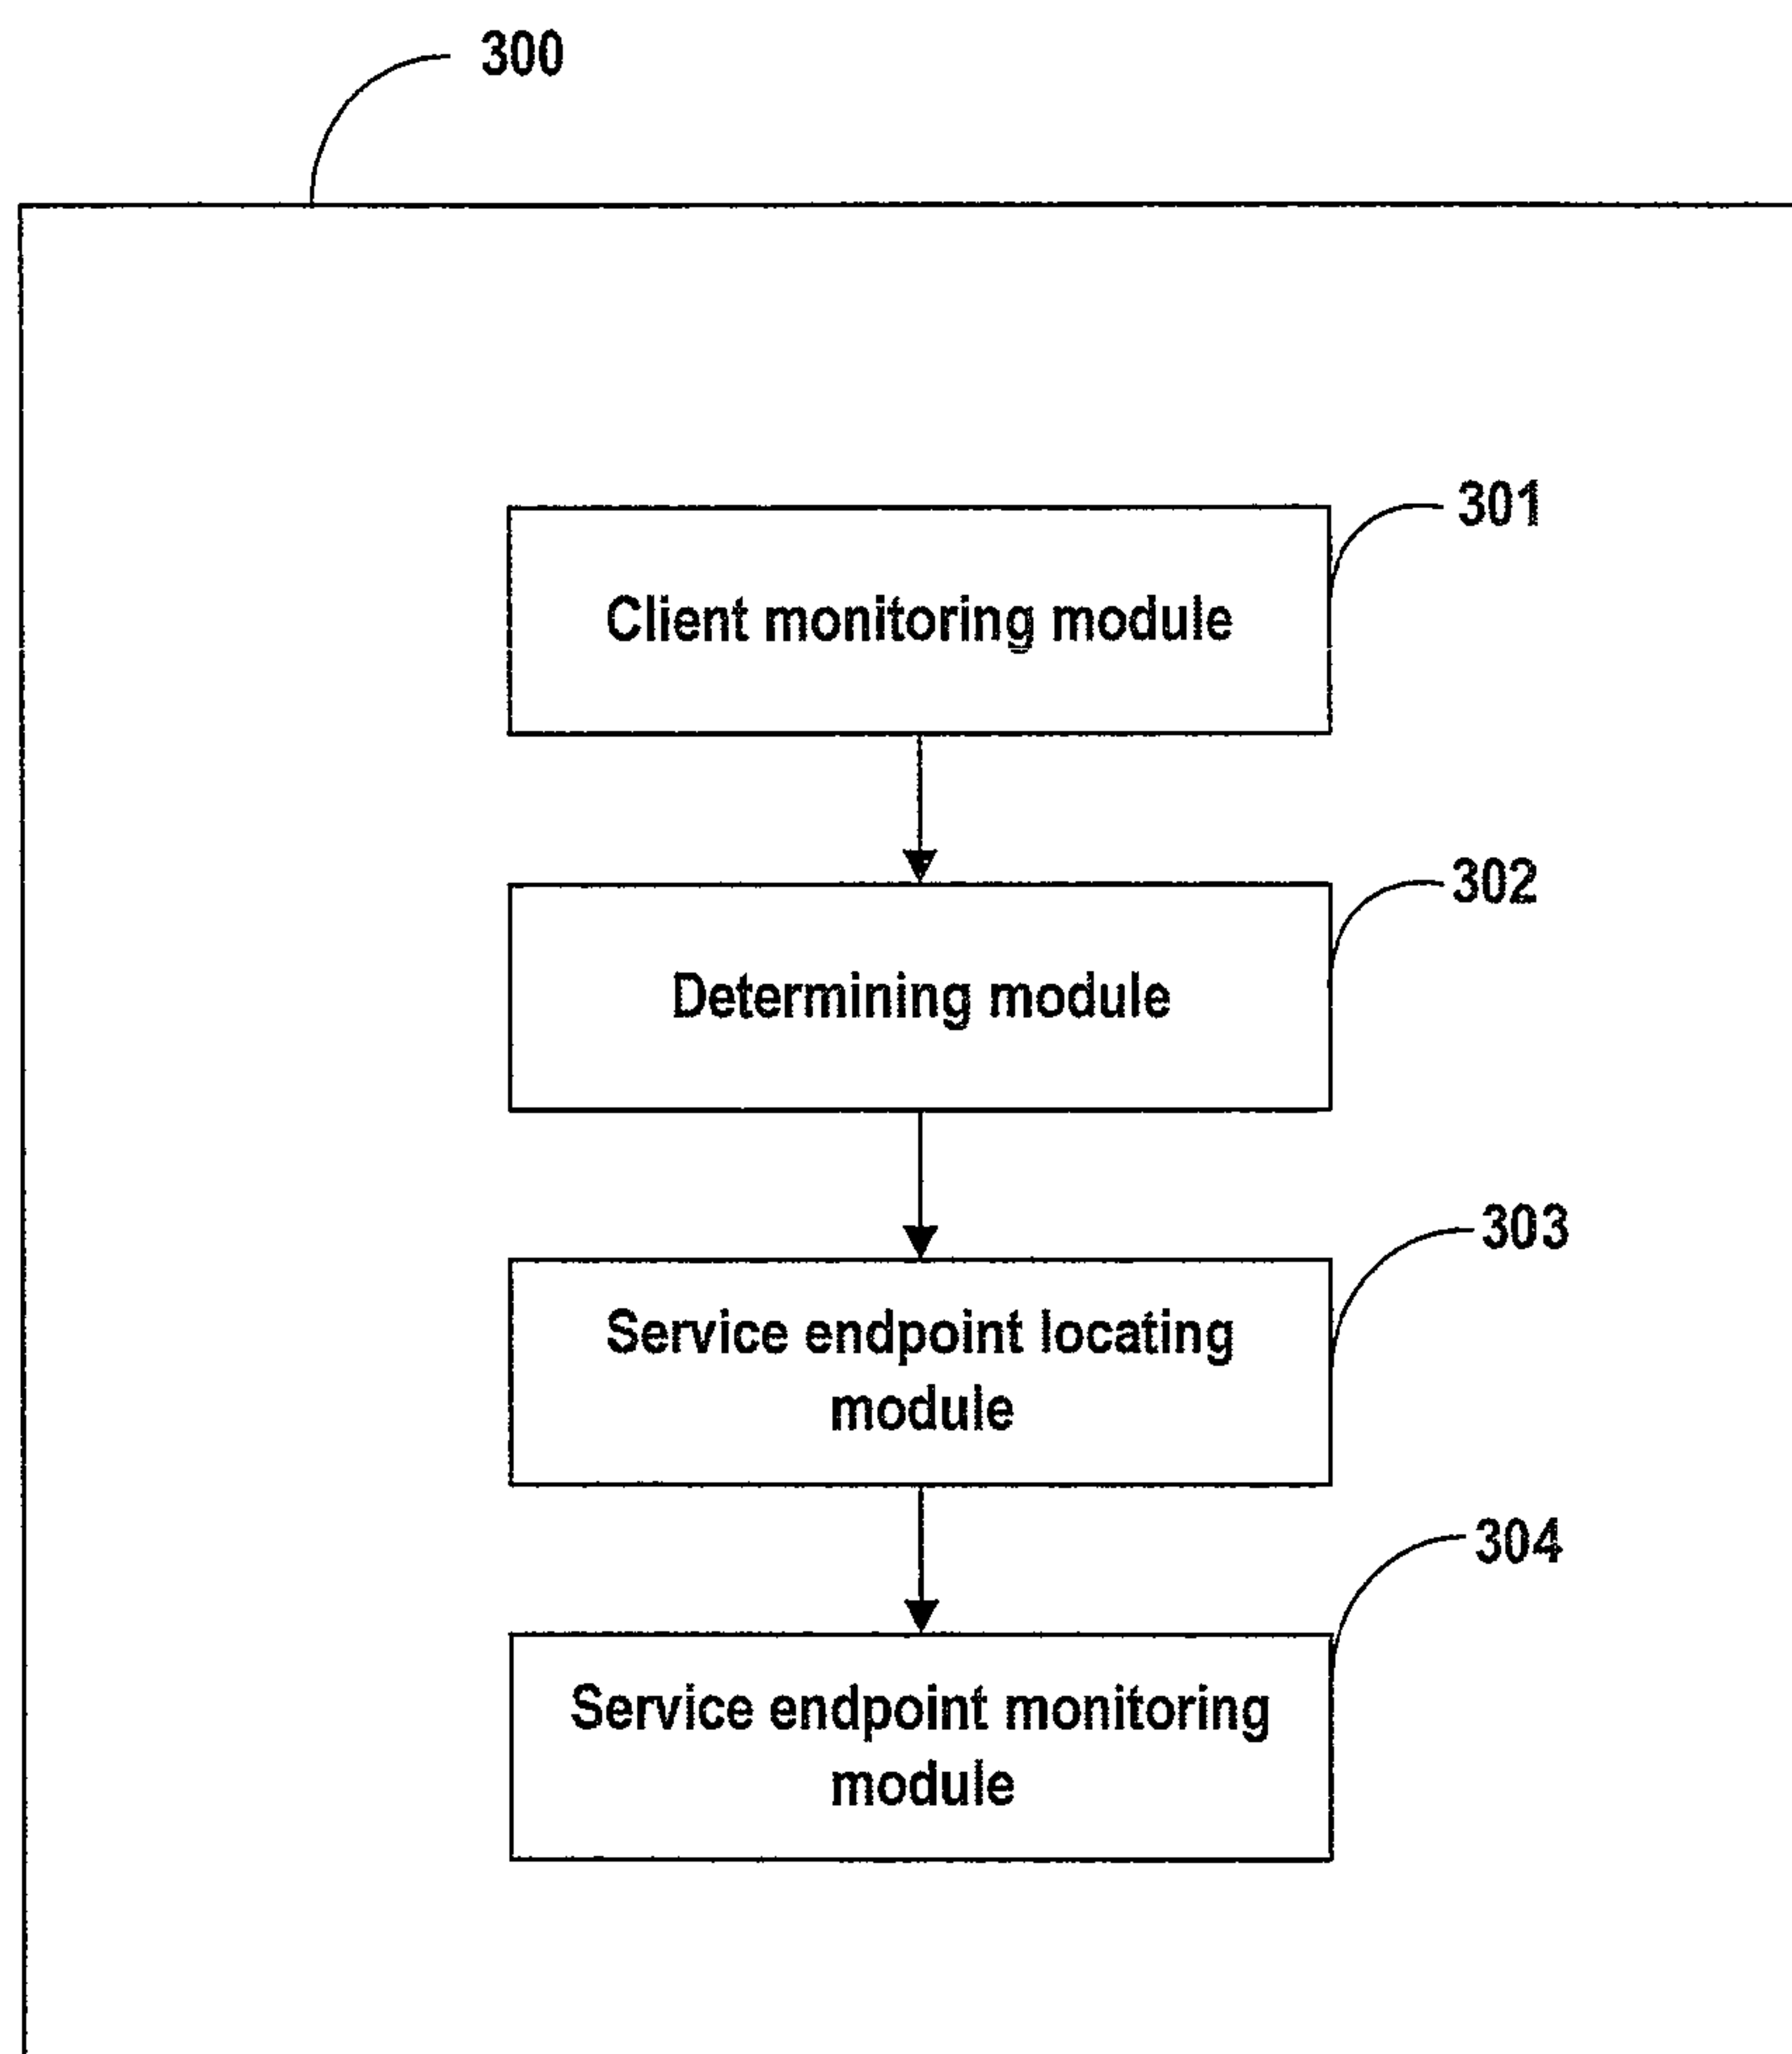 300
301
Client monitoring module
302
Determining module
303
Service endpoint locating
module
304
Service endpoint monitoring
module